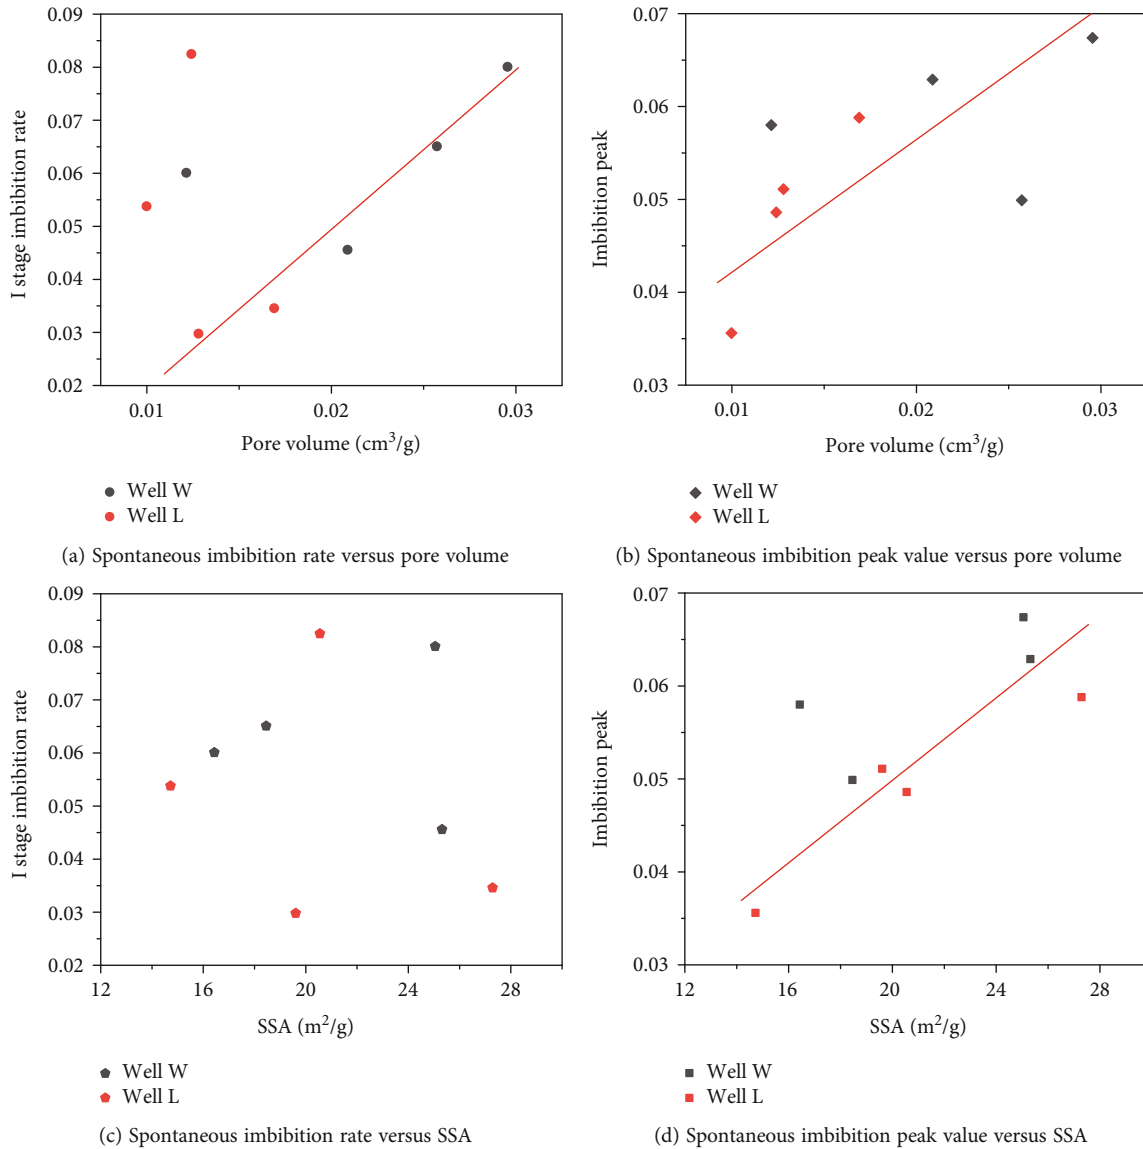 0.09
0.08
0.07
0.06
0.05
0.04
0.03
0.02
I stage imbibition rate
0.01 0.02 0.03
Pore volume (cm³/g)
Well W
Well L
(a) Spontaneous imbibition rate versus pore volume
0.07
0.06
0.05
0.04
0.03
Imbibition peak
0.01 0.02 0.03
Pore volume (cm³/g)
Well W
Well L
(b) Spontaneous imbibition peak value versus pore volume
0.09
0.08
0.07
0.06
0.05
0.04
0.03
0.02
I stage imbibition rate
12 16 20 24 28
SSA (m²/g)
Well W
Well L
(c) Spontaneous imbibition rate versus SSA
0.07
0.06
0.05
0.04
0.03
Imbibition peak
12 16 20 24 28
SSA (m²/g)
Well W
Well L
(d) Spontaneous imbibition peak value versus SSA